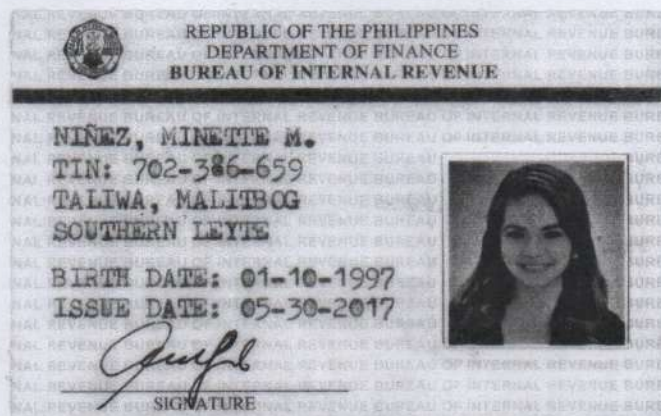 REPUBLIC OF THE PHILIPPINES
DEPARTMENT OF FINANCE
BUREAU OF INTERNAL REVENUE
NIÑEZ, MINETTE M.
TIN: 702-386-659
TALIWA, MALITBOG
SOUTHERN LEYTE
BIRTH DATE: 01-10-1997
ISSUE DATE: 05-30-2017
SIGNATURE